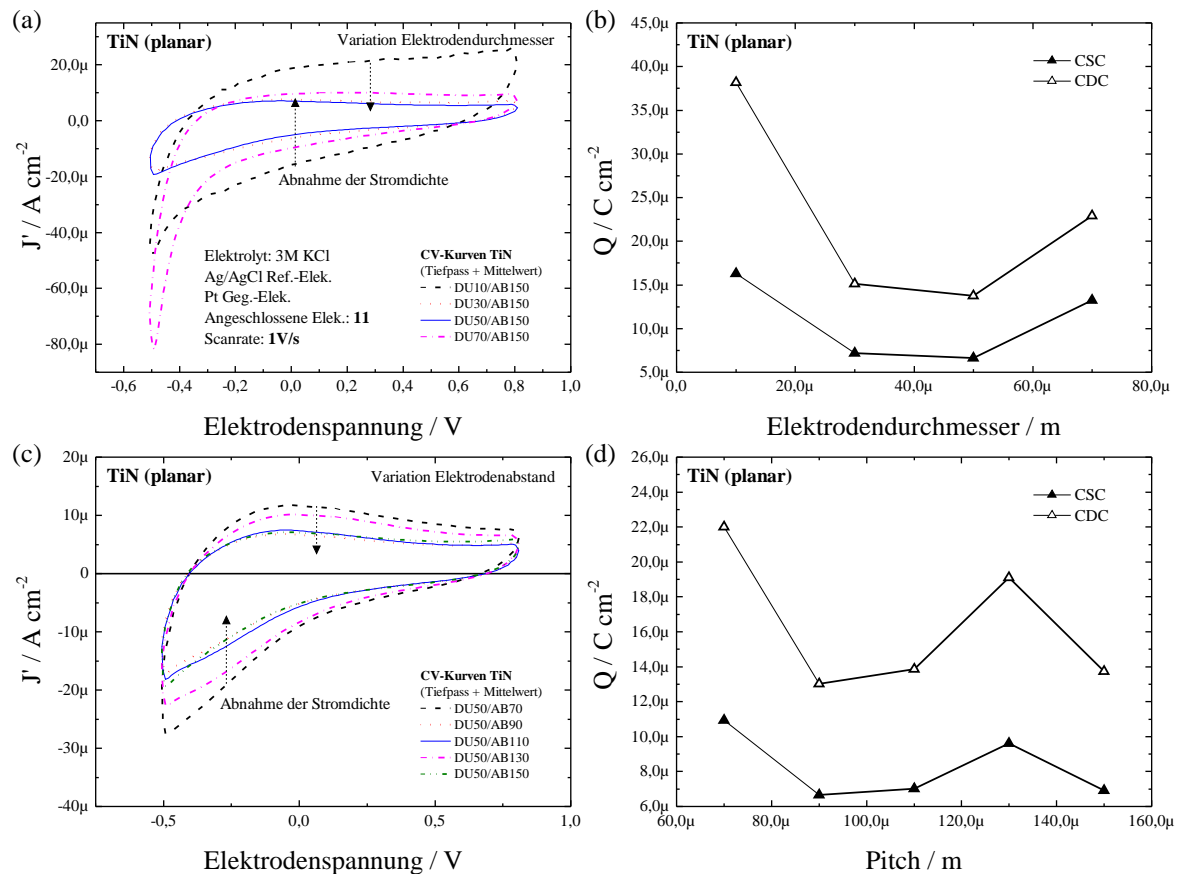 (a)
TiN (planar)
Variation Elektrodendurchmesser
20,0µ
0,0
-20,0µ
-40,0µ
-60,0µ
-80,0µ
J' / A cm-2
Abnahme der Stromdichte
Elektrolyt: 3M KCl
Ag/AgCl Ref.-Elek.
Pt Geg.-Elek.
Angeschlossene Elek.: 11
Scanrate: 1V/s
CV-Kurven TiN
(Tiefpass + Mittelwert)
DU10/AB150
DU30/AB150
DU50/AB150
DU70/AB150
-0,6 -0,4 -0,2 0,0 0,2 0,4 0,6 0,8 1,0
Elektrodenspannung / V
(b)
45,0µ
40,0µ
35,0µ
30,0µ
25,0µ
20,0µ
15,0µ
10,0µ
5,0µ
Q / C cm-2
TiN (planar)
CSC
CDC
0,0 20,0µ 40,0µ 60,0µ 80,0µ
Elektrodendurchmesser / m
(c)
20µ
10µ
0
-10µ
-20µ
-30µ
-40µ
J' / A cm-2
TiN (planar)
Variation Elektrodenabstand
Abnahme der Stromdichte
CV-Kurven TiN
(Tiefpass + Mittelwert)
DU50/AB70
DU50/AB90
DU50/AB110
DU50/AB130
DU50/AB150
-0,5 0,0 0,5 1,0
Elektrodenspannung / V
(d)
26,0µ
24,0µ
22,0µ
20,0µ
18,0µ
16,0µ
14,0µ
12,0µ
10,0µ
8,0µ
6,0µ
Q / C cm-2
TiN (planar)
CSC
CDC
60,0µ 80,0µ 100,0µ 120,0µ 140,0µ 160,0µ
Pitch / m